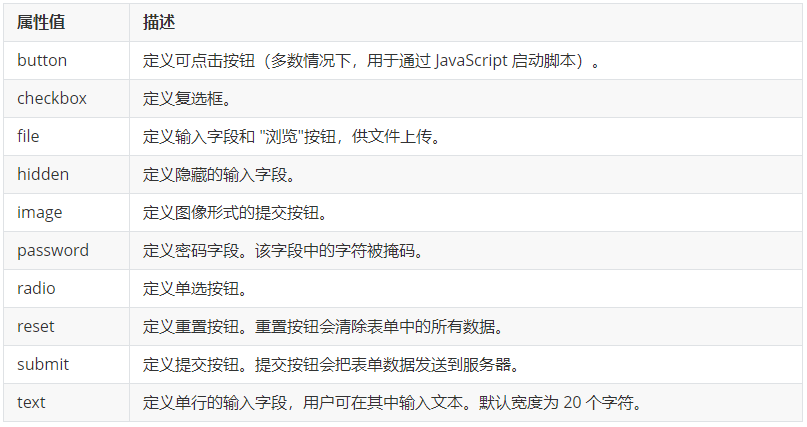 属性值 描述
button 定义可点击按钮（多数情况下，用于通过 JavaScript 启动脚本）。
checkbox 定义复选框。
file 定义输入字段和 "浏览"按钮，供文件上传。
hidden 定义隐藏的输入字段。
image 定义图像形式的提交按钮。
password 定义密码字段。该字段中的字符被掩码。
radio 定义单选按钮。
reset 定义重置按钮。重置按钮会清除表单中的所有数据。
submit 定义提交按钮。提交按钮会把表单数据发送到服务器。
text 定义单行的输入字段，用户可在其中输入文本。默认宽度为 20 个字符。